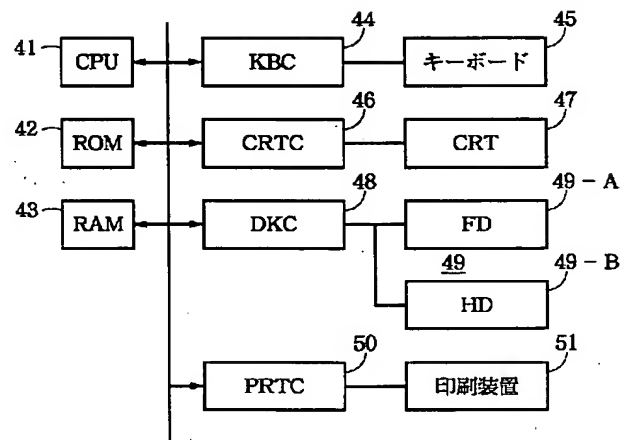 41 CPU
44 KBC
45 キーボード
42 ROM
46 CRTC
47 CRT
43 RAM
48 DKC
49-A FD
49
49-B HD
50 PRTC
51 印刷装置